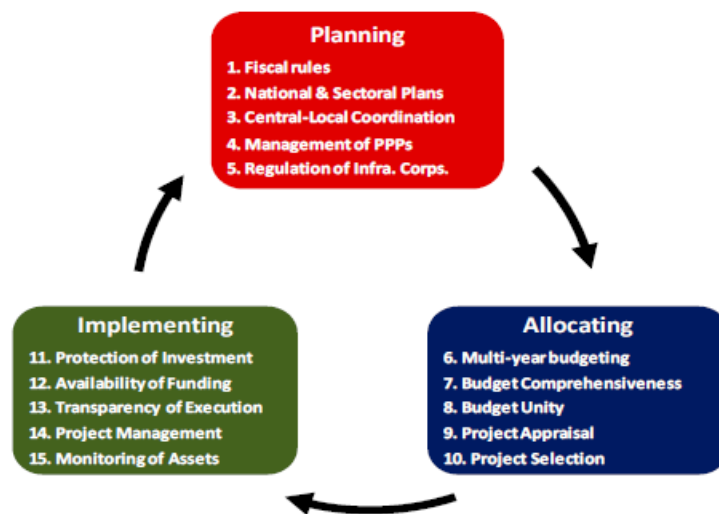 Planning
1. Fiscal rules
2. National & Sectoral Plans
3. Central-Local Coordination
4. Management of PPPs
5. Regulation of Infra. Corps.
Implementing
11. Protection of Investment
12. Availability of Funding
13. Transparency of Execution
14. Project Management
15. Monitoring of Assets
Allocating
6. Multi-year budgeting
7. Budget Comprehensiveness
8. Budget Unity
9. Project Appraisal
10. Project Selection